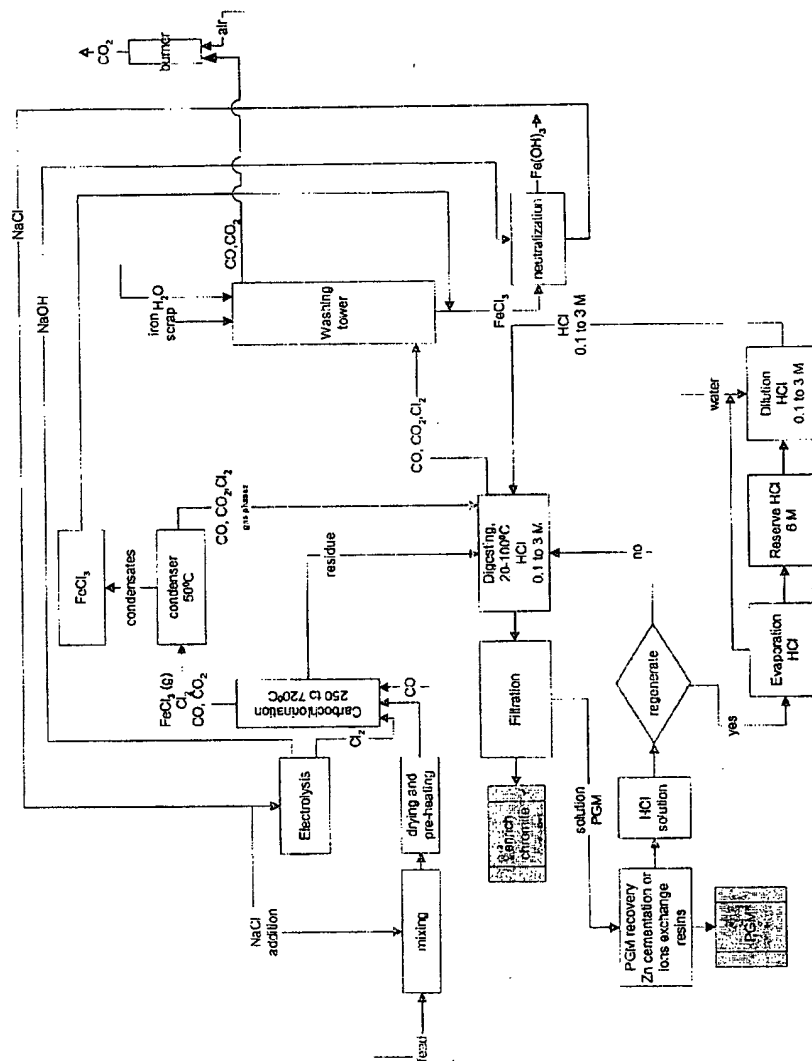 feed
mixing
NaCl
addition
drying and
pre-heating
Electrolysis
Cl2
CO
Carbochlorination
250 to 720ºC
FeCl3 (g)
Cl2
CO, CO2
condenser
50ºC
condensates
FeCl3
CO, CO2, Cl2
gas phases
residue
NaCl
NaOH
Digesting,
20-100ºC
HCl
0.1 to 3 M
CO, CO2, Cl2
iron
scrap
H2O
Washing
tower
CO, CO2
burner
air
CO2
FeCl3
neutralization
Fe(OH)3
HCl
0.1 to 3 M
Filtration
enrich
chromite
solution
PGM
PGM recovery
Zn cementation or
Ions exchange
resins
PGM
HCl
solution
regenerate
no
yes
Evaporation
HCl
Reserve HCl
6 M
Dilution
HCl
0.1 to 3 M
water